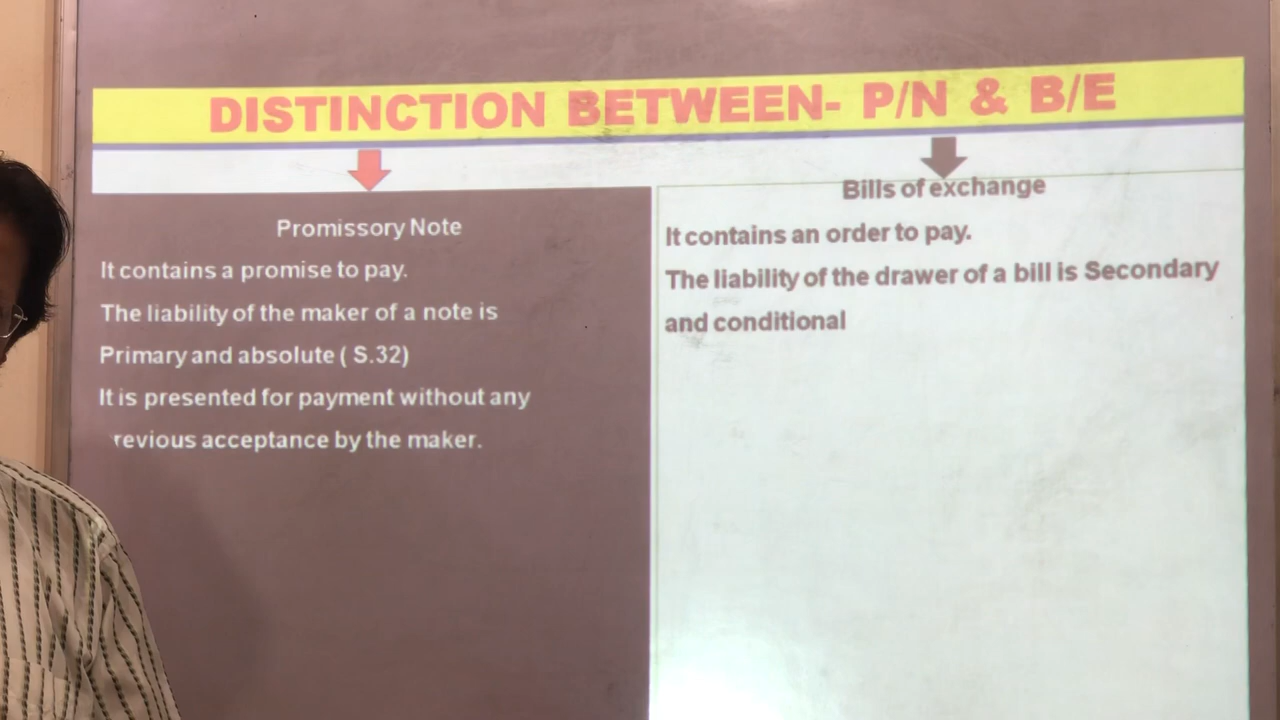 DISTINCTION BETWEEN- P/N & B/E
Promissory Note
It contains a promise to pay.
The liability of the maker of a note is
Primary and absolute ( S.32)
It is presented for payment without any
revious acceptance by the maker.
Bills of exchange
It contains an order to pay.
The liability of the drawer of a bill is Secondary
and conditional